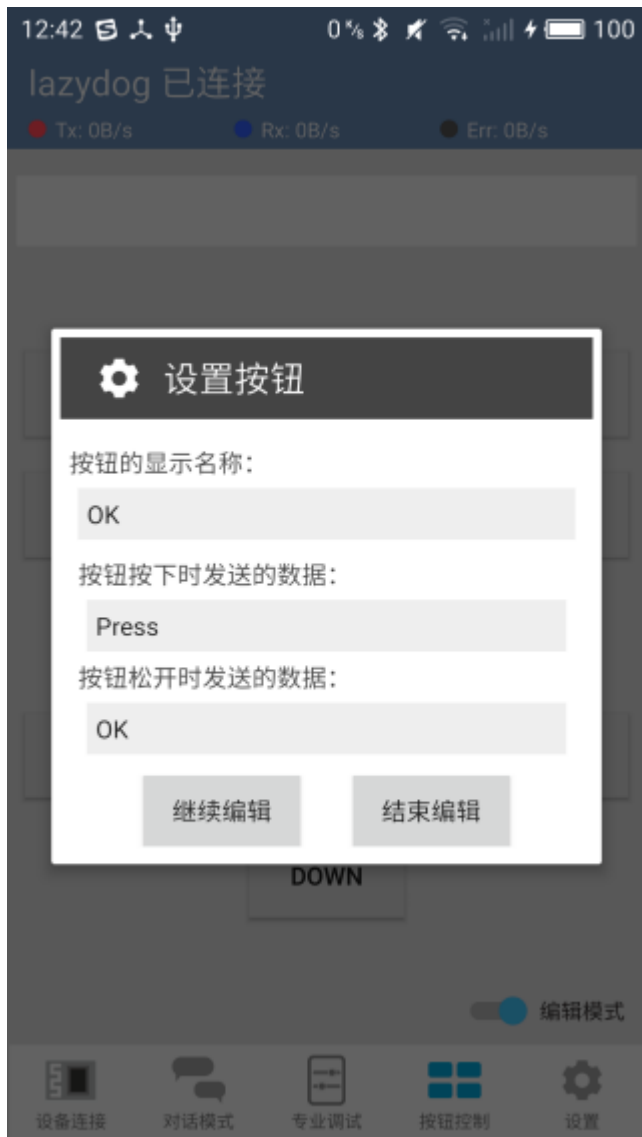 12:42 0 K/s 100
lazydog 已连接
Tx: 0B/s Rx: 0B/s Err: 0B/s
设置按钮
按钮的显示名称：
OK
按钮按下时发送的数据：
Press
按钮松开时发送的数据：
OK
继续编辑 结束编辑
DOWN
编辑模式
设备连接 对话模式 专业调试 按钮控制 设置